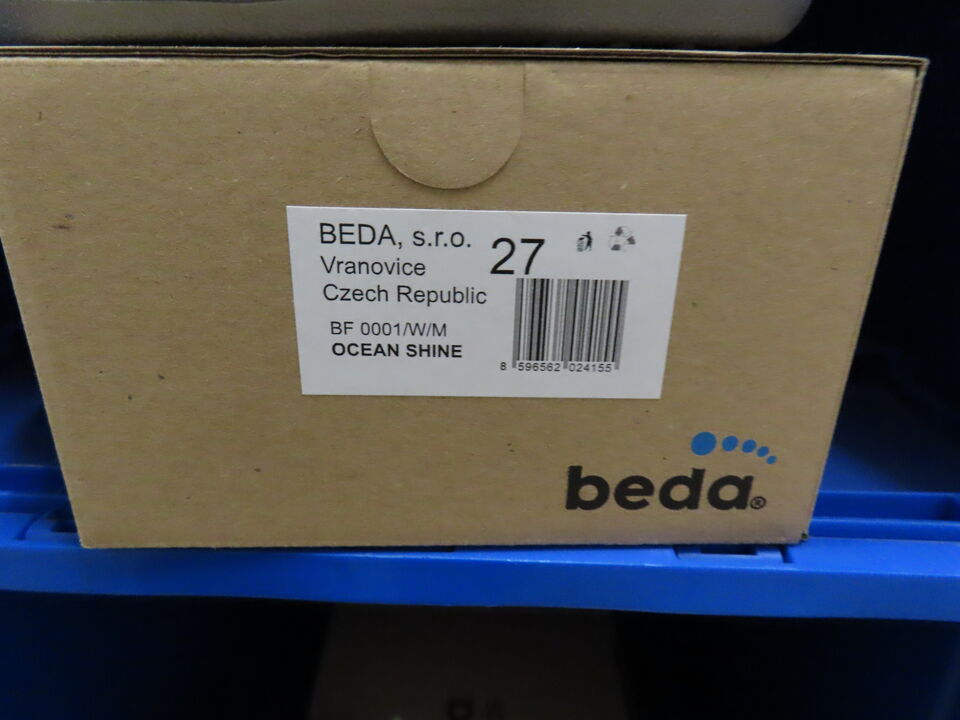 BEDA, s.r.o.
27
Vranovice
Czech Republic
BF 0001/W/M
OCEAN SHINE
8 596562 024155
beda®